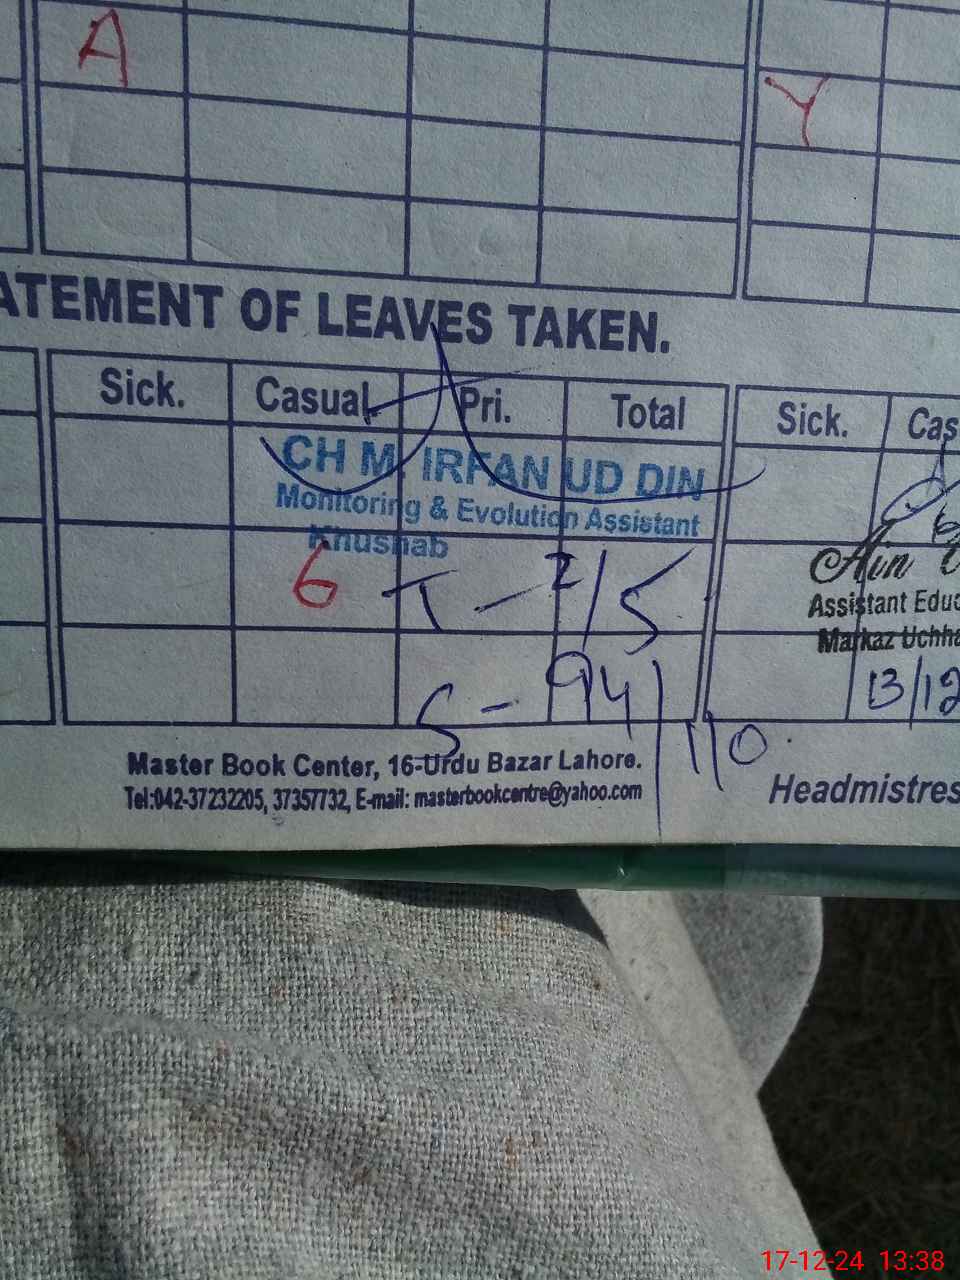 A
Y
ATEMENT OF LEAVES TAKEN.
Sick. Casual Pri. Total Sick. Cas
CH M. IRFAN UD DIN
Monitoring & Evolution Assistant
Khushab
6
T - 2/5
S - 94/110
Ain
Assistant Educ
Markaz Uchha
13/12
Master Book Center, 16-Urdu Bazar Lahore.
Tel:042-37232205, 37357732, E-mail: masterbookcentre@yahoo.com
Headmistres
17-12-24 13:38